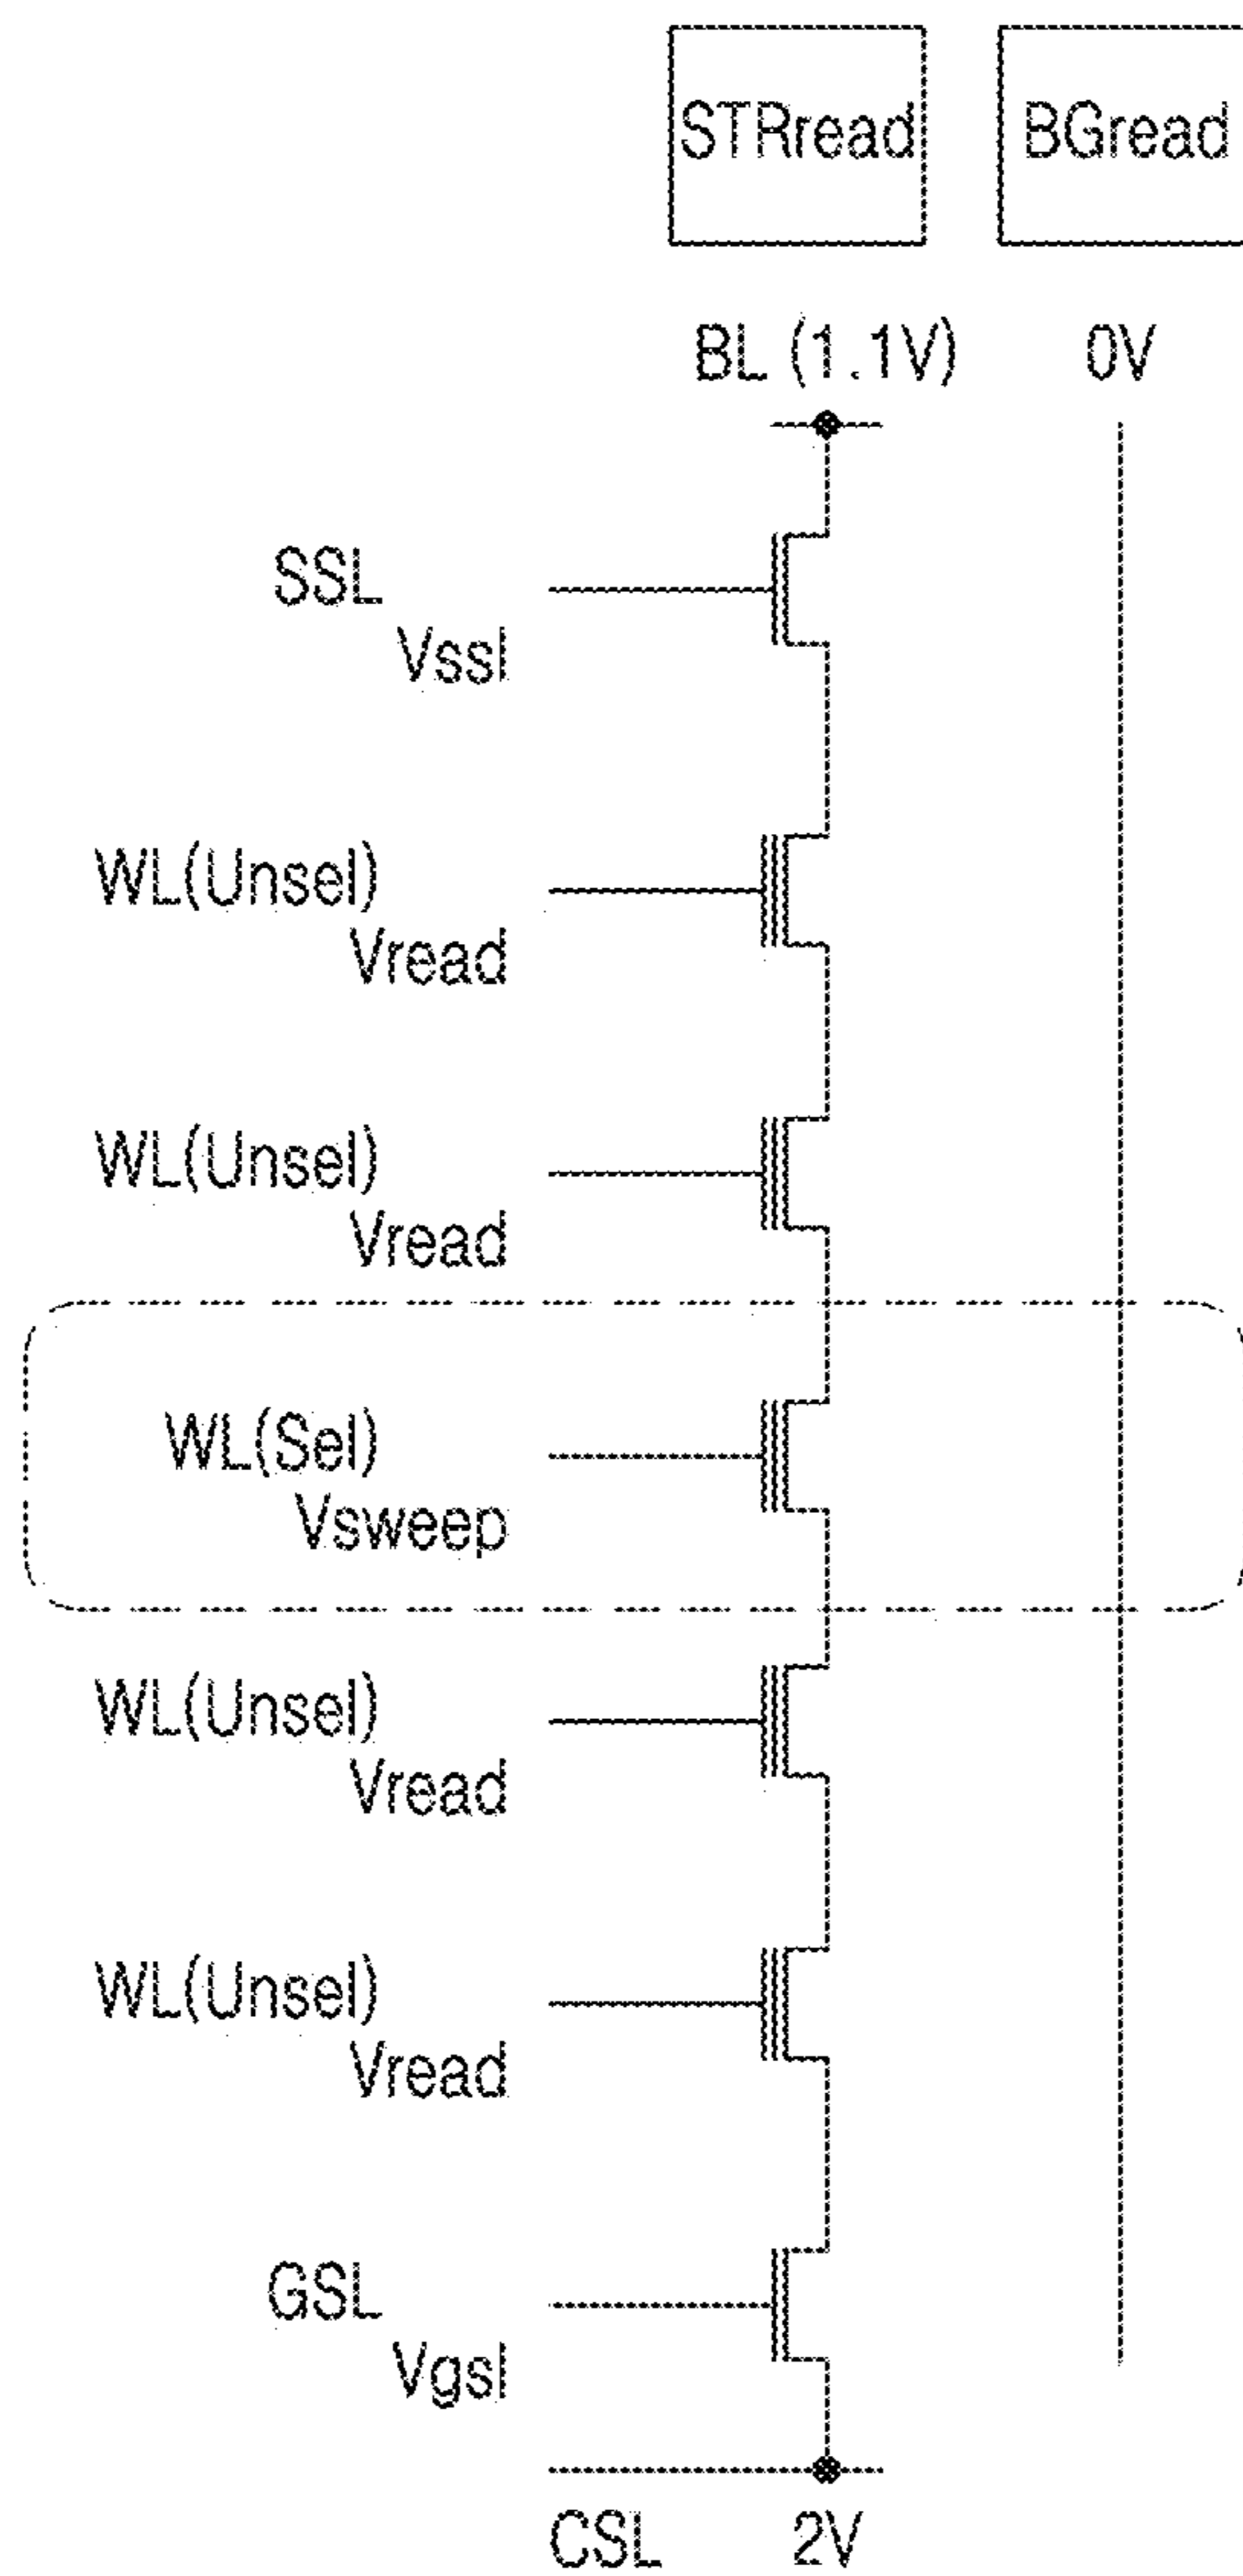 STRread BGread
BL (1.1V) 0V
SSL
Vssl
WL(Unsel)
Vread
WL(Unsel)
Vread
WL(Sel)
Vsweep
WL(Unsel)
Vread
WL(Unsel)
Vread
GSL
Vgsl
CSL 2V